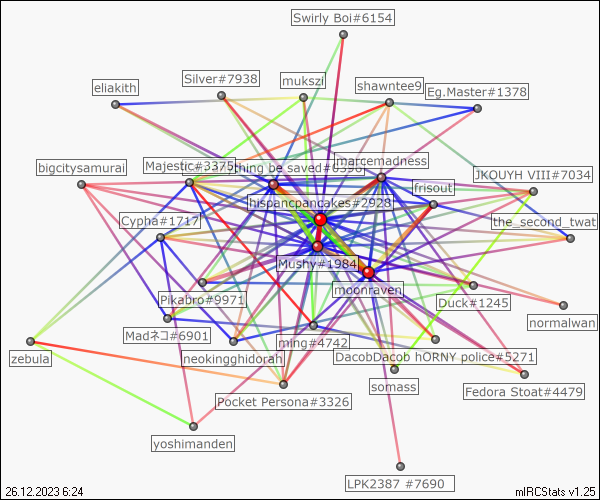 Swirly Boi#6154
Silver#7938
mukszi
shawntee9
eliakith
Eg.Master#1378
marcemadness
bigcitysamurai
Majestic#3375
thing be saved#6398
JKOUYH VIII#7034
frisout
hispancpancakes#2928
Cypha#1717
the_second_twat
Mushy#1984
moonraven
Pikabro#9971
Duck#1245
normalwan
Madネコ#6901
ming#4742
zebula
neokingghidorah
DacobDacob hORNY police#5271
somass
Fedora Stoat#4479
Pocket Persona#3326
yoshimanden
LPK2387 #7690
26.12.2023 6:24
mIRCStats v1.25